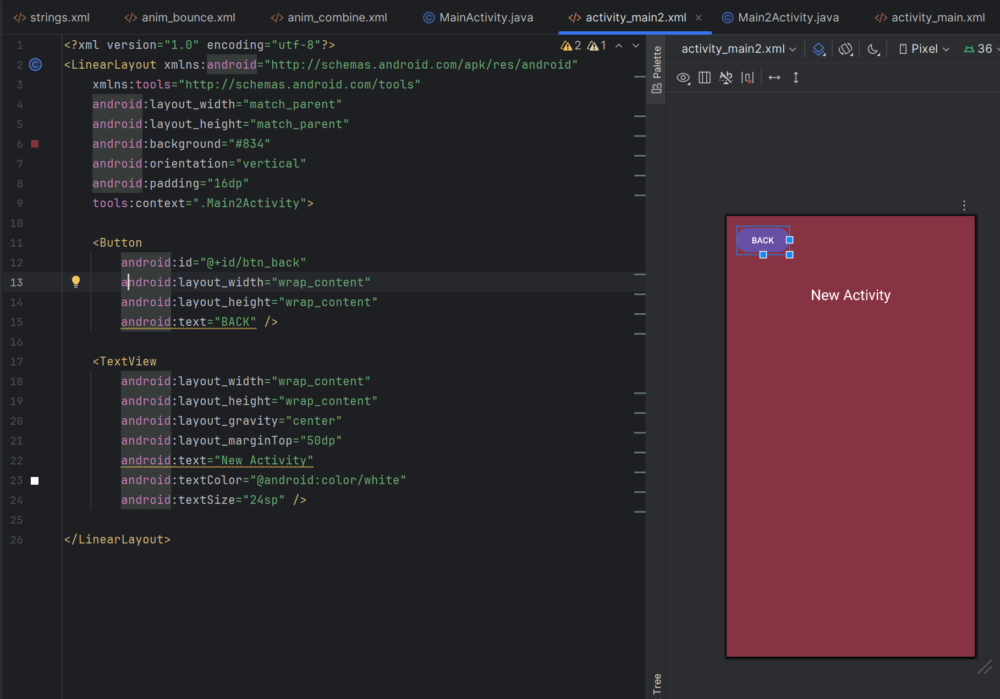 strings.xml anim_bounce.xml anim_combine.xml MainActivity.java activity_main2.xml Main2Activity.java activity_main.xml
1 <?xml version="1.0" encoding="utf-8"?>
2 <LinearLayout xmlns:android="http://schemas.android.com/apk/res/android"
3 xmlns:tools="http://schemas.android.com/tools"
4 android:layout_width="match_parent"
5 android:layout_height="match_parent"
6 android:background="#834"
7 android:orientation="vertical"
8 android:padding="16dp"
9 tools:context=".Main2Activity">
10
11 <Button
12 android:id="@+id/btn_back"
13 android:layout_width="wrap_content"
14 android:layout_height="wrap_content"
15 android:text="BACK" />
16
17 <TextView
18 android:layout_width="wrap_content"
19 android:layout_height="wrap_content"
20 android:layout_gravity="center"
21 android:layout_marginTop="50dp"
22 android:text="New Activity"
23 android:textColor="@android:color/white"
24 android:textSize="24sp" />
25
26 </LinearLayout>
2 1
Palette
Tree
activity_main2.xml Pixel 36
BACK
New Activity